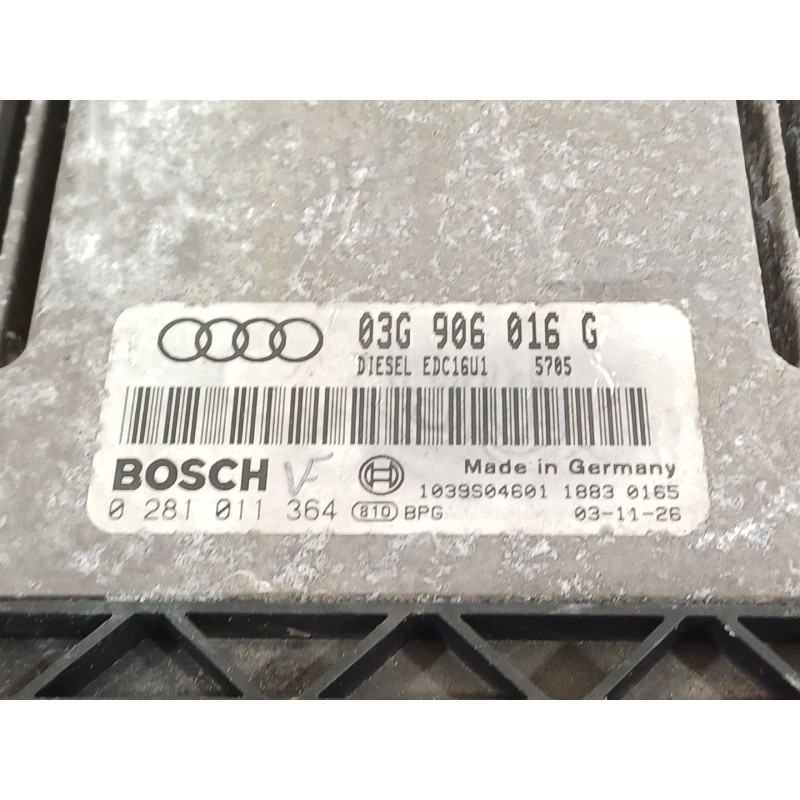 03G 906 016 G
DIESEL EDC16U1 5705
BOSCH VF Made in Germany
1039S04601 1883 0165
0 281 011 364 810 BPG 03-11-26